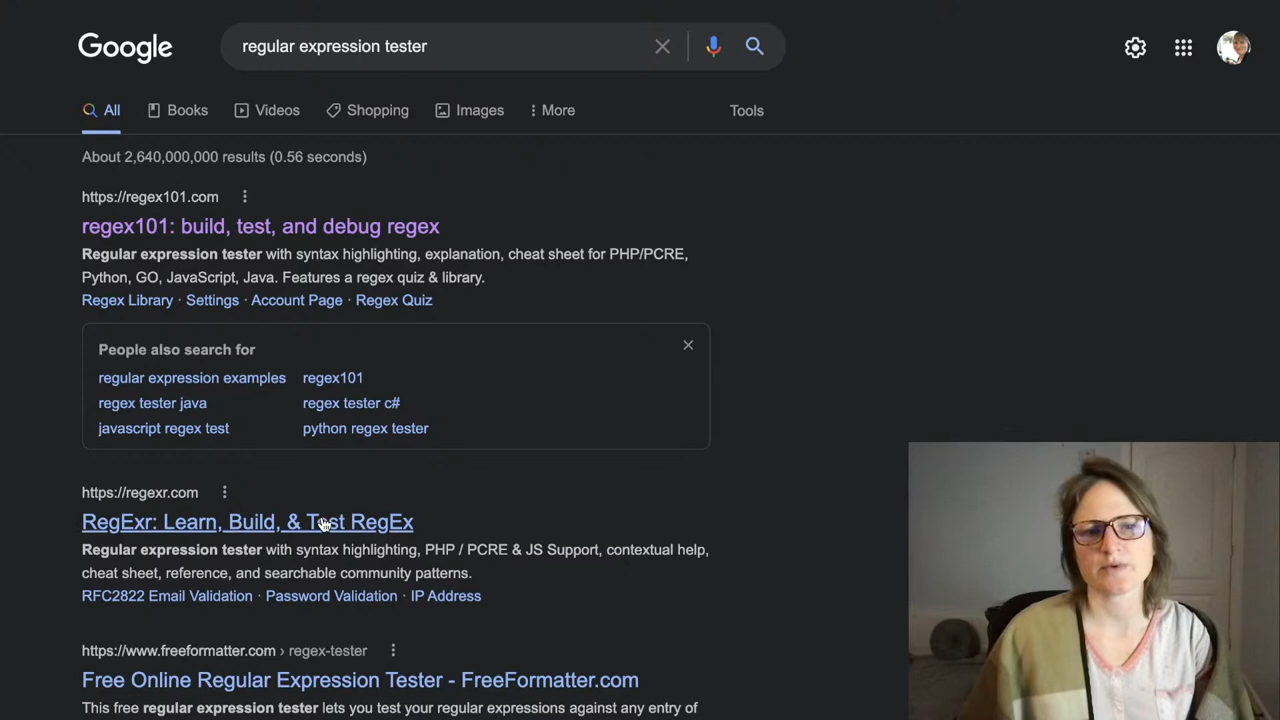 Google
regular expression tester
All Books Videos Shopping Images More Tools
About 2,640,000,000 results (0.56 seconds)
https://regex101.com
regex101: build, test, and debug regex
Regular expression tester with syntax highlighting, explanation, cheat sheet for PHP/PCRE,
Python, GO, JavaScript, Java. Features a regex quiz & library.
Regex Library · Settings · Account Page · Regex Quiz
People also search for
regular expression examples regex101
regex tester java regex tester c#
javascript regex test python regex tester
https://regexr.com
RegExr: Learn, Build, & Test RegEx
Regular expression tester with syntax highlighting, PHP / PCRE & JS Support, contextual help,
cheat sheet, reference, and searchable community patterns.
RFC2822 Email Validation · Password Validation · IP Address
https://www.freeformatter.com › regex-tester
Free Online Regular Expression Tester - FreeFormatter.com
This free regular expression tester lets you test your regular expressions against any entry of